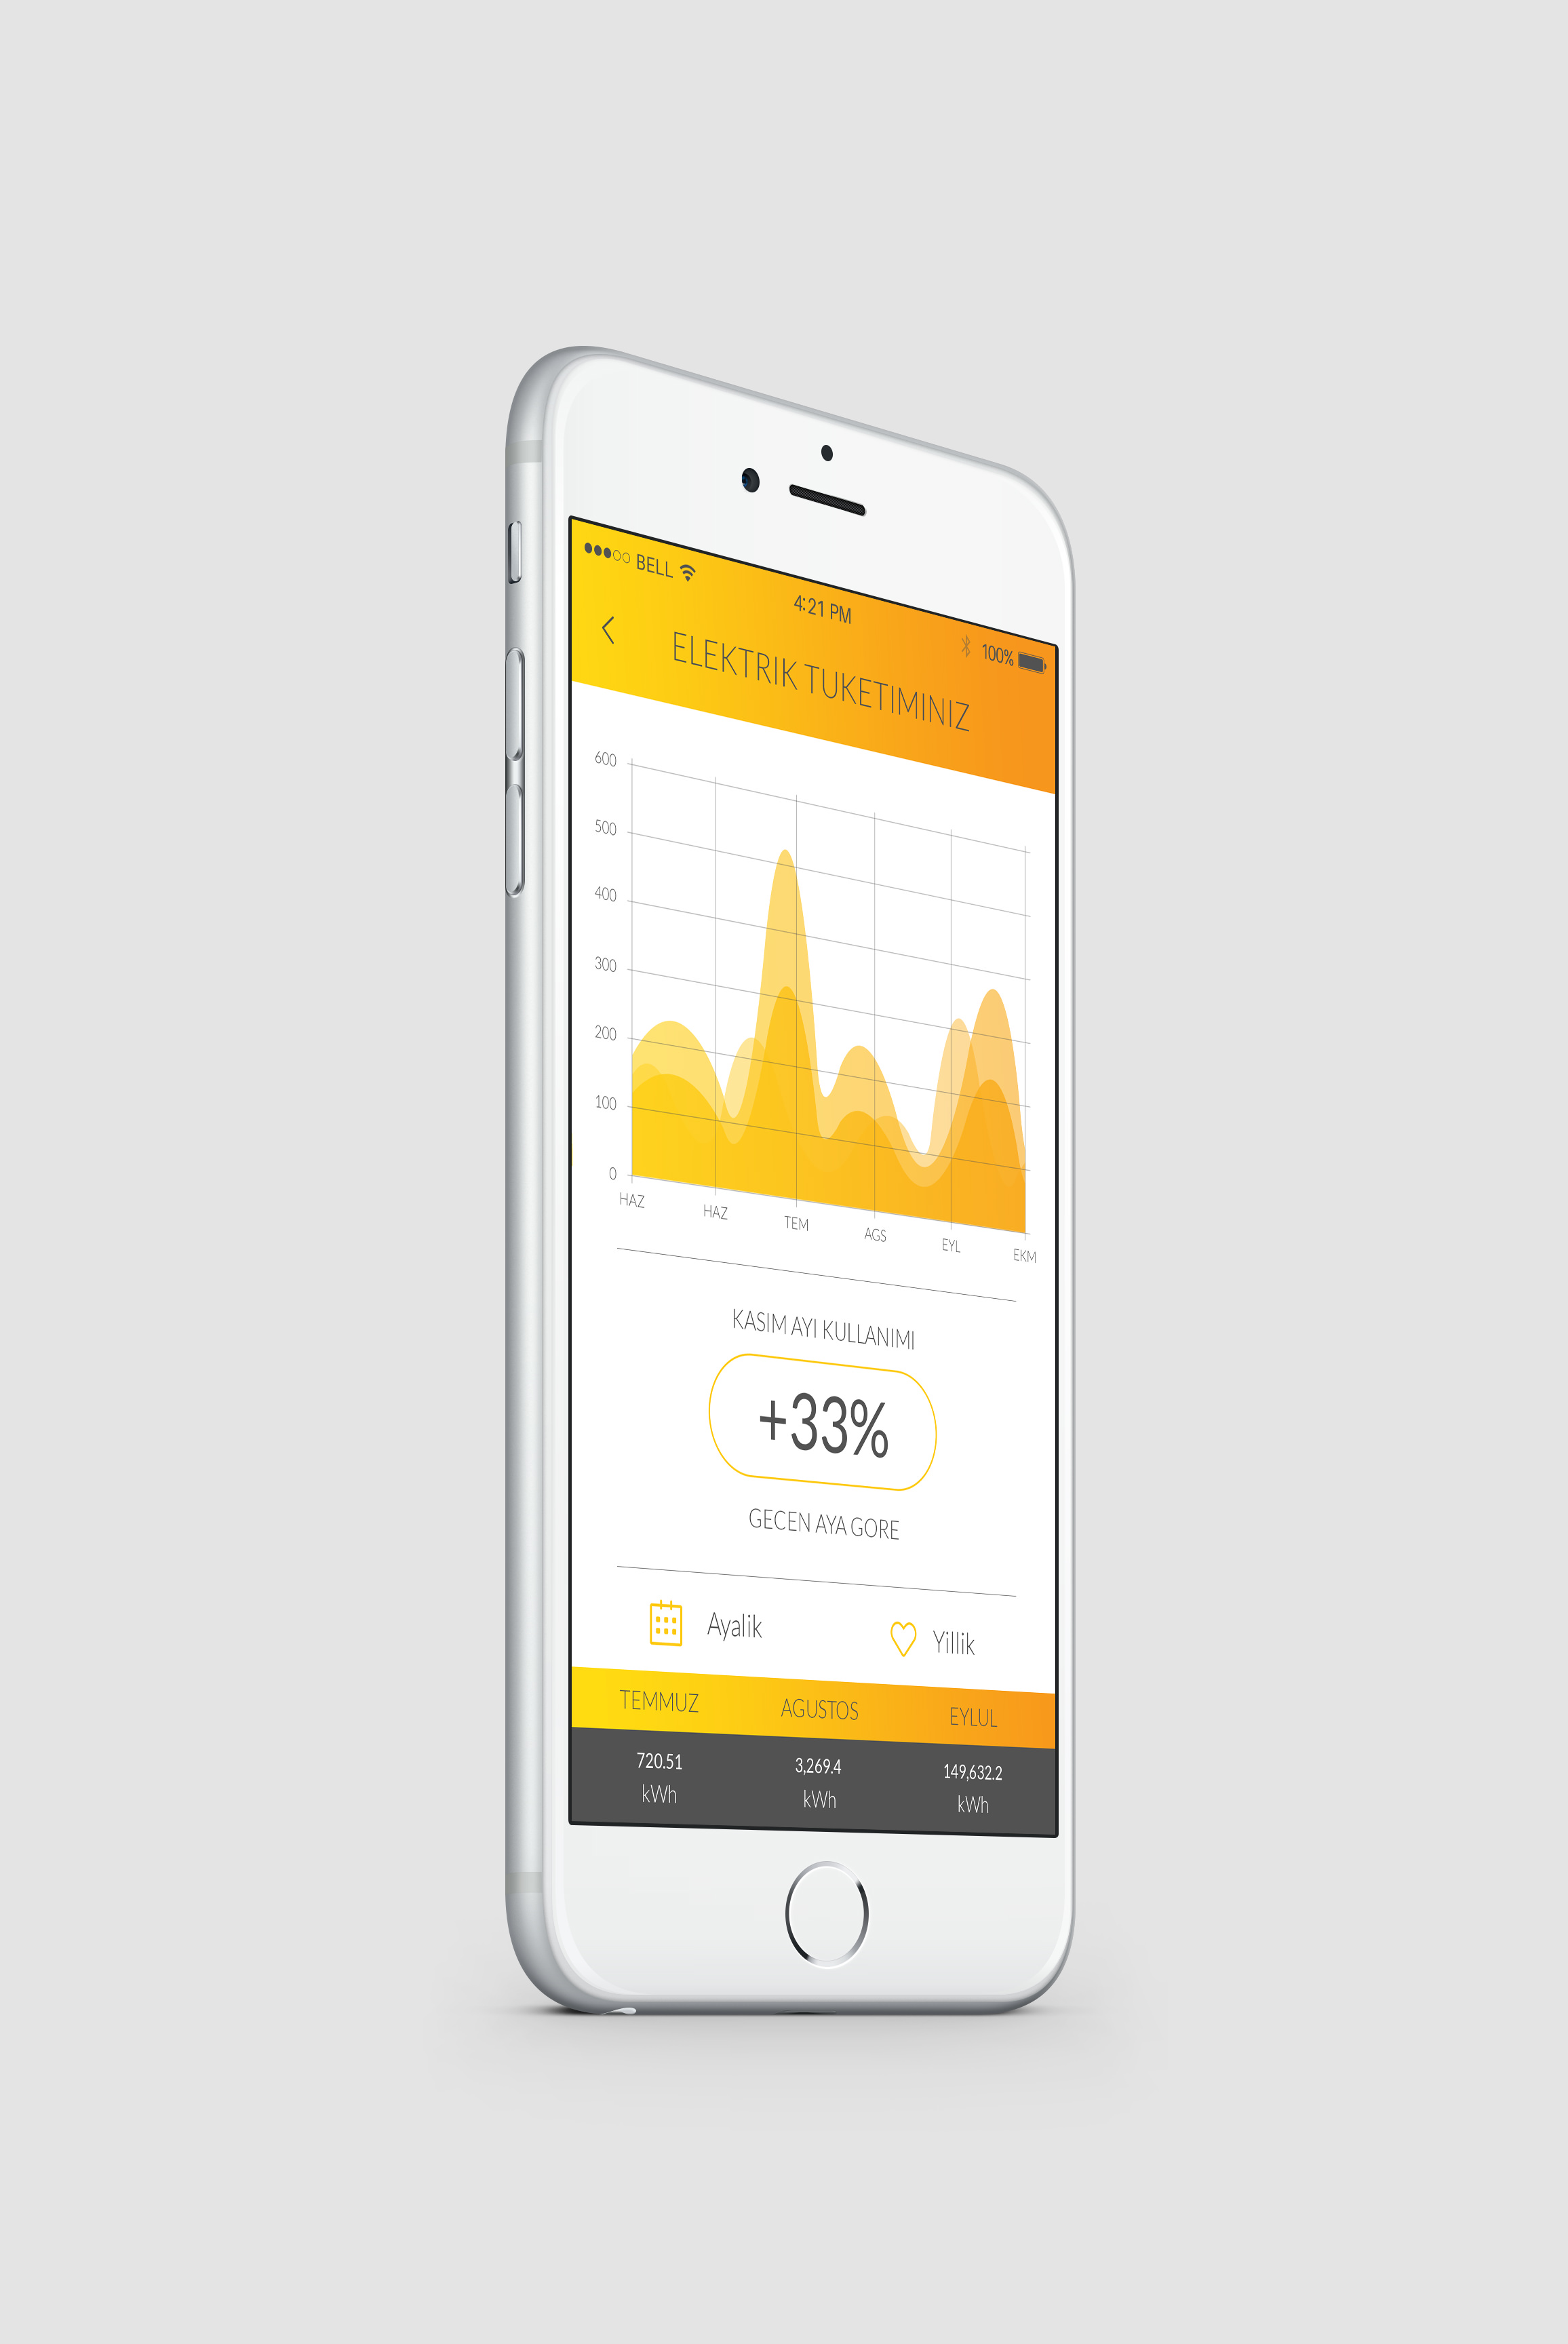 BELL
4:21 PM
100%
ELEKTRIK TUKETIMINIZ
600
500
400
300
200
100
0
HAZ HAZ TEM AGS EYL EKM
KASIM AYI KULLANIMI
+33%
GECEN AYA GORE
Ayalik Yillik
TEMMUZ AGUSTOS EYLUL
720.51 3,269.4 149,632.2
kWh kWh kWh